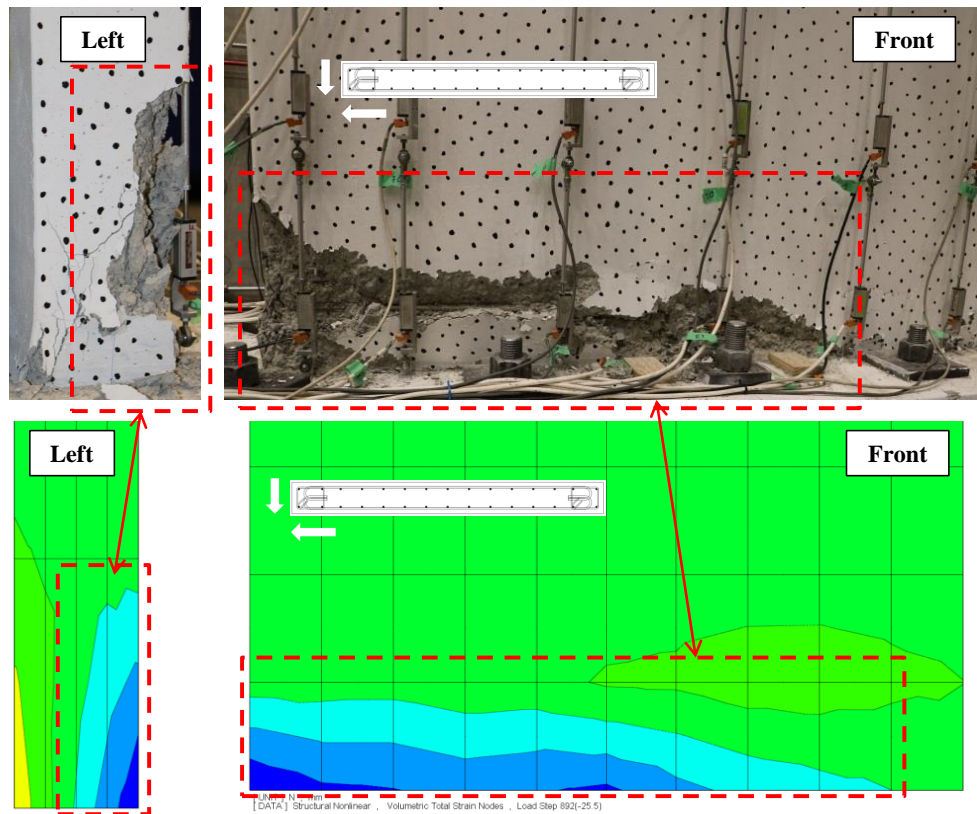 Left
Front
Left
Front
[ DATA ] Structural Nonlinear , Volumetric Total Strain Nodes , Load Step 892(-25.5)